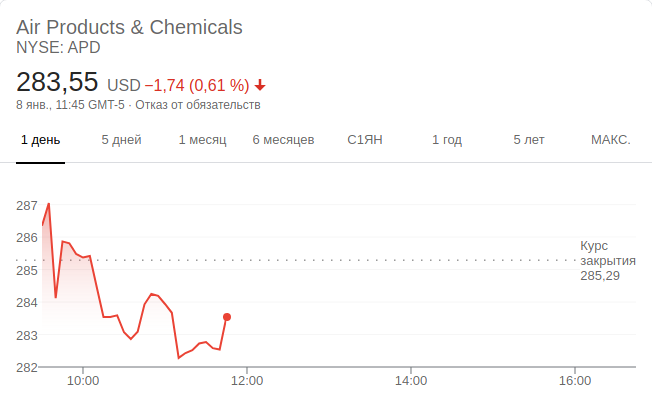 Air Products & Chemicals
NYSE: APD
283,55 USD −1,74 (0,61 %)
8 янв., 11:45 GMT-5 · Отказ от обязательств
1 день 5 дней 1 месяц 6 месяцев С1ЯН 1 год 5 лет МАКС.
287
286
285
284
283
282
Курс
закрытия
285,29
10:00 12:00 14:00 16:00